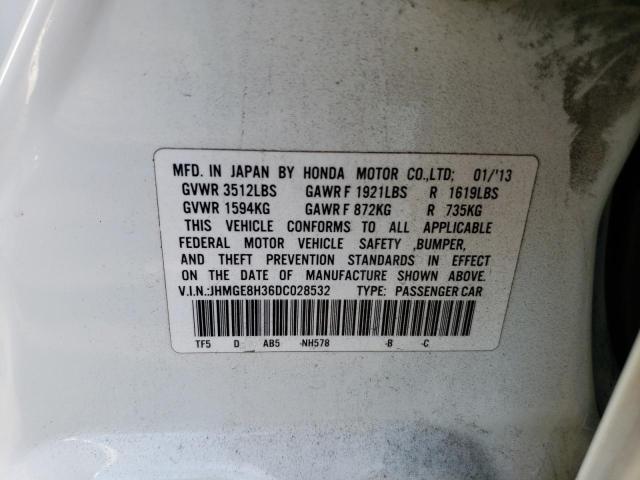 MFD. IN JAPAN BY HONDA MOTOR CO.,LTD; 01/'13
GVWR 3512LBS GAWR F 1921LBS R 1619LBS
GVWR 1594KG GAWR F 872KG R 735KG
THIS VEHICLE CONFORMS TO ALL APPLICABLE
FEDERAL MOTOR VEHICLE SAFETY ,BUMPER,
AND THEFT PREVENTION STANDARDS IN EFFECT
ON THE DATE OF MANUFACTURE SHOWN ABOVE.
V.I.N.:JHMGE8H36DC028532 TYPE: PASSENGER CAR
TF5 D AB5 -NH578 -B -C